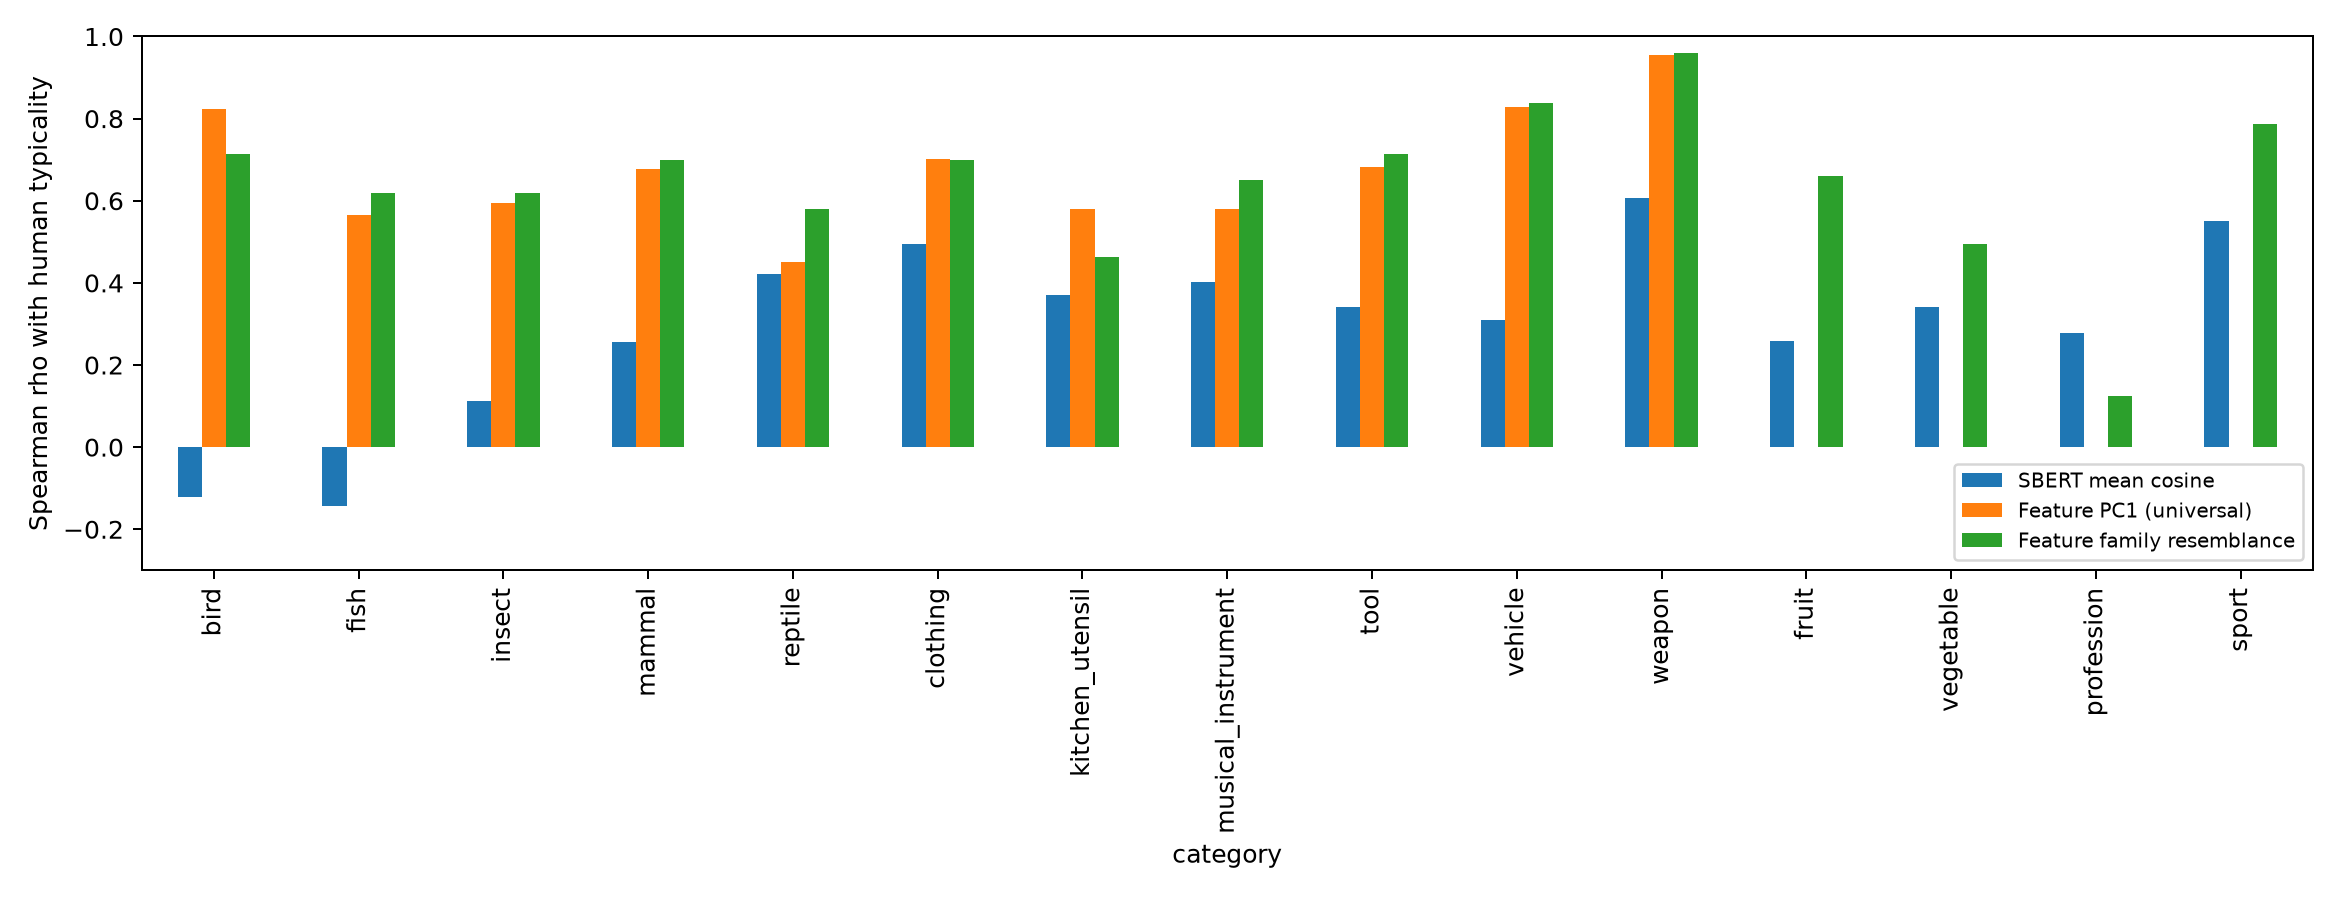 Spearman rho with human typicality
1.0
0.8
0.6
0.4
0.2
0.0
−0.2
bird
fish
insect
mammal
reptile
clothing
kitchen_utensil
musical_instrument
tool
vehicle
weapon
fruit
vegetable
profession
sport
category
SBERT mean cosine
Feature PC1 (universal)
Feature family resemblance